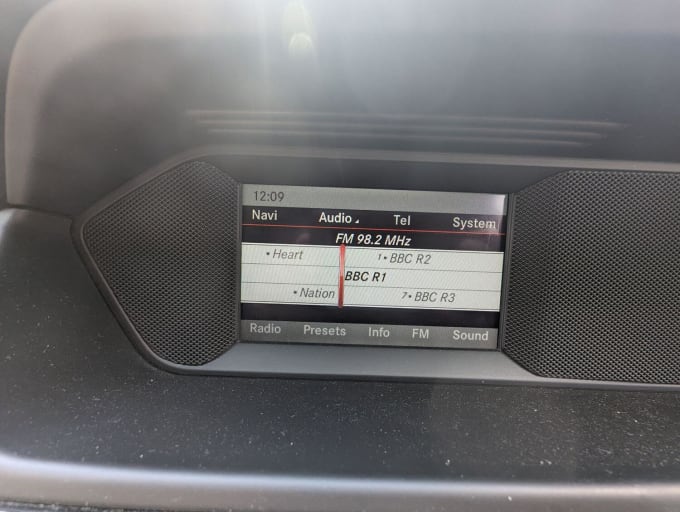 12:09
Navi Audio Tel System
FM 98.2 MHz
• Heart 1• BBC R2
BBC R1
• Nation 7• BBC R3
Radio Presets Info FM Sound